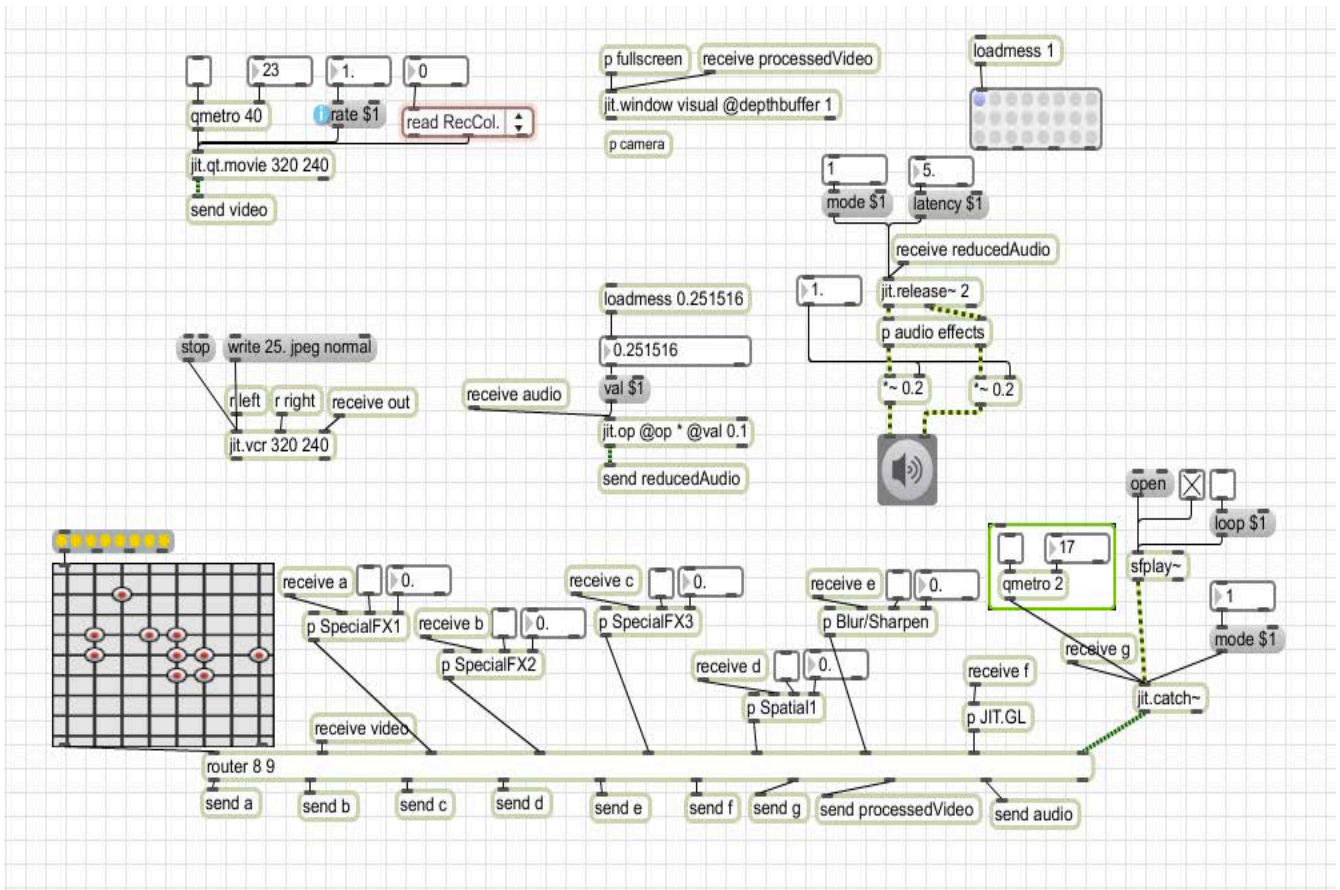 23
1.
0
qmetro 40
rate $1
read RecCol.
jit.qt.movie 320 240
send video
p fullscreen
receive processedVideo
jit.window visual @depthbuffer 1
p camera
loadmess 1
1
5.
mode $1
latency $1
receive reducedAudio
1.
jit.release~ 2
p audio effects
*~ 0.2
*~ 0.2
loadmess 0.251516
0.251516
val $1
receive audio
jit.op @op * @val 0.1
send reducedAudio
stop
write 25. jpeg normal
r left
r right
receive out
jit.vcr 320 240
open
loop $1
sfplay~
1
mode $1
17
qmetro 2
receive g
jit.catch~
receive a
0.
p SpecialFX1
receive b
0.
p SpecialFX2
receive c
0.
p SpecialFX3
receive d
0.
p Spatial1
receive e
0.
p Blur/Sharpen
receive f
p JIT.GL
receive video
router 8 9
send a
send b
send c
send d
send e
send f
send g
send processedVideo
send audio